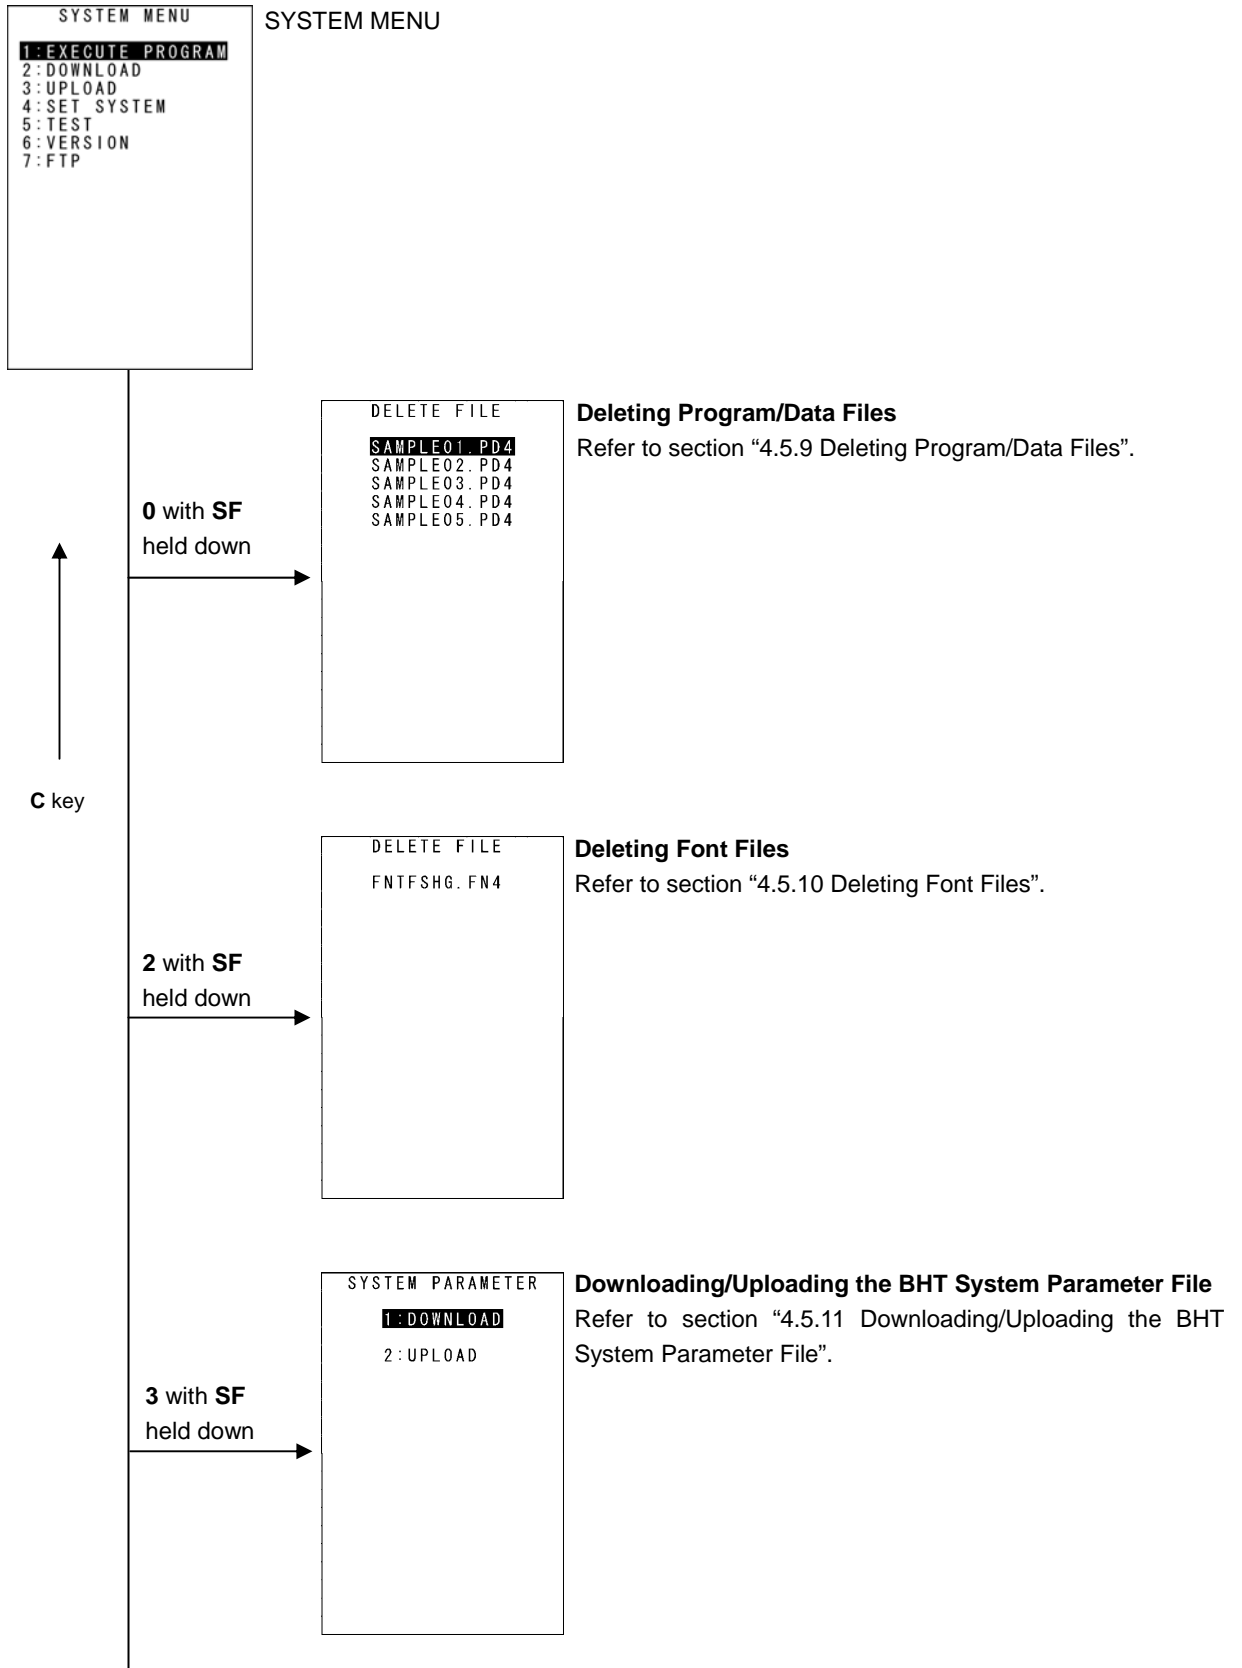 SYSTEM MENU
1:EXECUTE PROGRAM
2:DOWNLOAD
3:UPLOAD
4:SET SYSTEM
5:TEST
6:VERSION
7:FTP
SYSTEM MENU
0 with SF
held down
DELETE FILE
SAMPLE01.PD4
SAMPLE02.PD4
SAMPLE03.PD4
SAMPLE04.PD4
SAMPLE05.PD4
Deleting Program/Data Files
Refer to section “4.5.9 Deleting Program/Data Files”.
C key
2 with SF
held down
DELETE FILE
FNTFSHG.FN4
Deleting Font Files
Refer to section “4.5.10 Deleting Font Files”.
3 with SF
held down
SYSTEM PARAMETER
1:DOWNLOAD
2:UPLOAD
Downloading/Uploading the BHT System Parameter File
Refer to section “4.5.11 Downloading/Uploading the BHT
System Parameter File”.